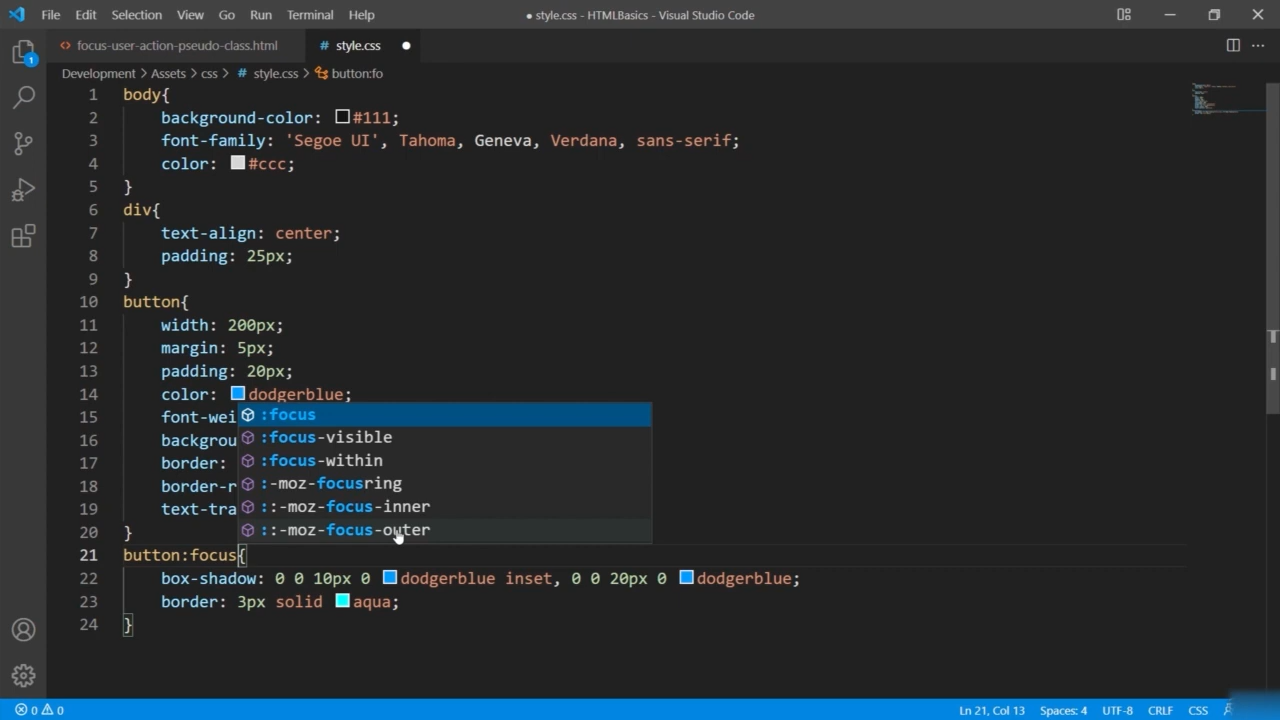 File Edit Selection View Go Run Terminal Help ● style.css - HTMLBasics - Visual Studio Code
<> focus-user-action-pseudo-class.html # style.css ●
Development > Assets > css > # style.css > button:fo
1 body{
2 background-color: #111;
3 font-family: 'Segoe UI', Tahoma, Geneva, Verdana, sans-serif;
4 color: #ccc;
5 }
6 div{
7 text-align: center;
8 padding: 25px;
9 }
10 button{
11 width: 200px;
12 margin: 5px;
13 padding: 20px;
14 color: dodgerblue;
15 font-wei
:focus
:focus-visible
16 backgrou
:focus-within
17 border:
:-moz-focusring
18 border-r
::-moz-focus-inner
19 text-tra
::-moz-focus-outer
20 }
21 button:focus{
22 box-shadow: 0 0 10px 0 dodgerblue inset, 0 0 20px 0 dodgerblue;
23 border: 3px solid aqua;
24 }
1
0 0 Ln 21, Col 13 Spaces: 4 UTF-8 CRLF CSS